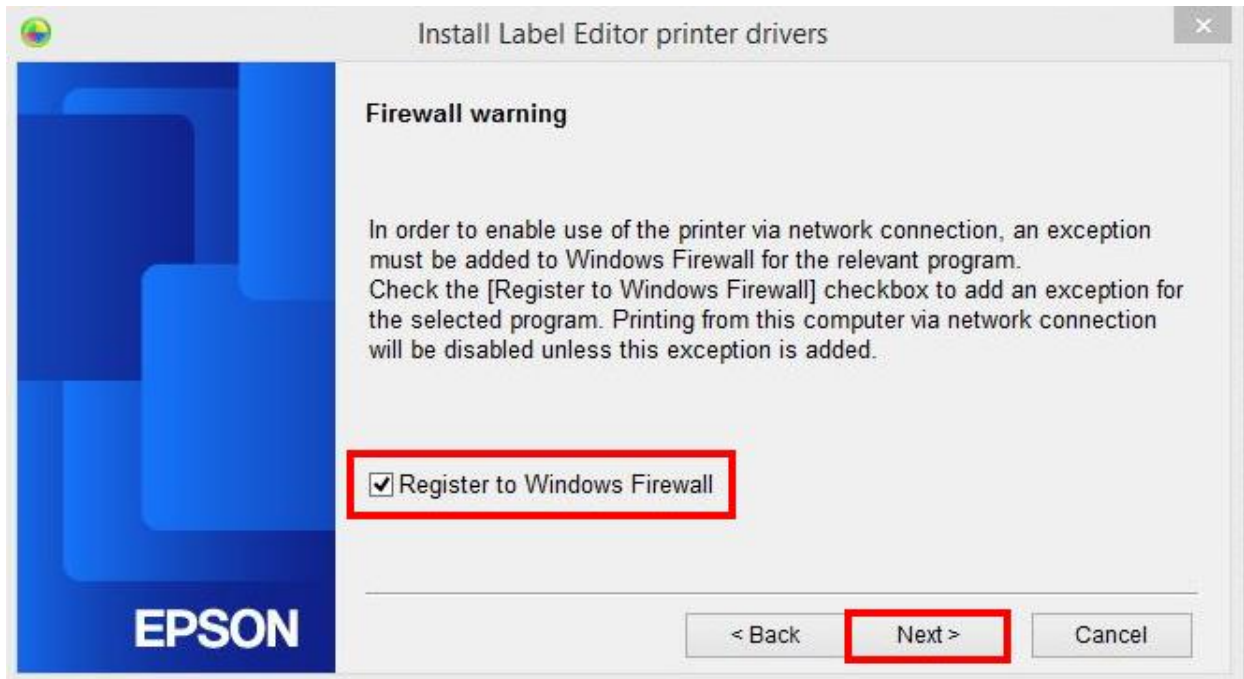 Install Label Editor printer drivers
Firewall warning
In order to enable use of the printer via network connection, an exception
must be added to Windows Firewall for the relevant program.
Check the [Register to Windows Firewall] checkbox to add an exception for
the selected program. Printing from this computer via network connection
will be disabled unless this exception is added.
Register to Windows Firewall
EPSON
< Back Next > Cancel